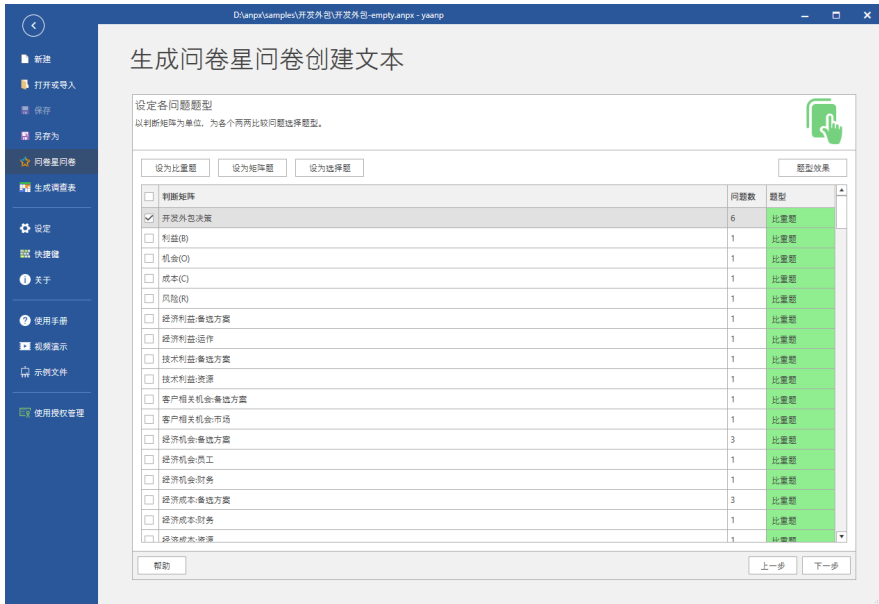 D:\anpx\samples\开发外包\开发外包-empty.anpx - yaanp
新建
打开或导入
保存
另存为
问卷星问卷
生成调查表
设定
快捷键
关于
使用手册
视频演示
示例文件
使用授权管理
生成问卷星问卷创建文本
设定各问题题型
以判断矩阵为单位，为各个两两比较问题选择题型。
设为比重题 设为矩阵题 设为选择题 题型效果
判断矩阵 问题数 题型
开发外包决策 6 比重题
利益(B) 1 比重题
机会(O) 1 比重题
成本(C) 1 比重题
风险(R) 1 比重题
经济利益:备选方案 1 比重题
经济利益:运作 1 比重题
技术利益:备选方案 1 比重题
技术利益:资源 1 比重题
客户相关机会:备选方案 1 比重题
客户相关机会:市场 1 比重题
经济机会:备选方案 3 比重题
经济机会:员工 1 比重题
经济机会:财务 1 比重题
经济成本:备选方案 3 比重题
经济成本:财务 1 比重题
经济成本:资源 1 比重题
帮助 上一步 下一步